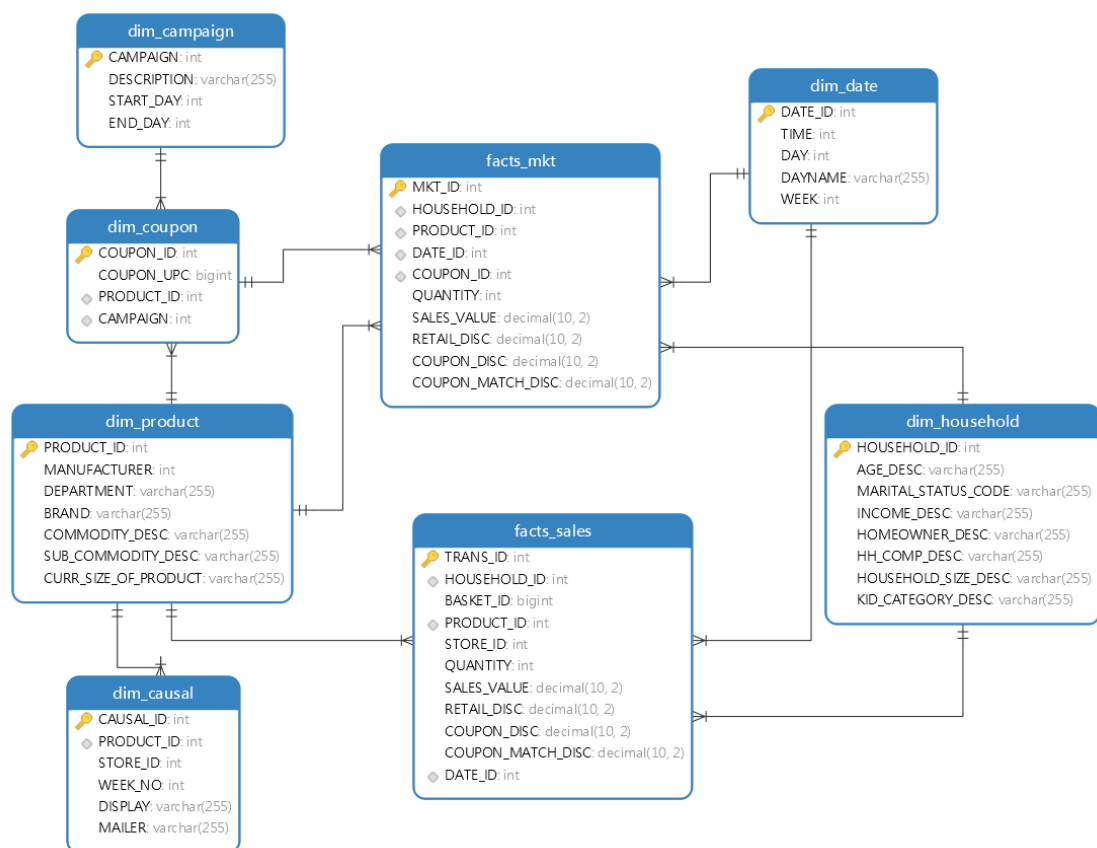 dim_campaign
CAMPAIGN: int
DESCRIPTION: varchar(255)
START_DAY: int
END_DAY: int
dim_date
DATE_ID: int
TIME: int
DAY: int
DAYNAME: varchar(255)
WEEK: int
facts_mkt
MKT_ID: int
HOUSEHOLD_ID: int
PRODUCT_ID: int
DATE_ID: int
COUPON_ID: int
QUANTITY: int
SALES_VALUE: decimal(10, 2)
RETAIL_DISC: decimal(10, 2)
COUPON_DISC: decimal(10, 2)
COUPON_MATCH_DISC: decimal(10, 2)
dim_coupon
COUPON_ID: int
COUPON_UPC: bigint
PRODUCT_ID: int
CAMPAIGN: int
dim_product
PRODUCT_ID: int
MANUFACTURER: int
DEPARTMENT: varchar(255)
BRAND: varchar(255)
COMMODITY_DESC: varchar(255)
SUB_COMMODITY_DESC: varchar(255)
CURR_SIZE_OF_PRODUCT: varchar(255)
dim_household
HOUSEHOLD_ID: int
AGE_DESC: varchar(255)
MARITAL_STATUS_CODE: varchar(255)
INCOME_DESC: varchar(255)
HOMEOWNER_DESC: varchar(255)
HH_COMP_DESC: varchar(255)
HOUSEHOLD_SIZE_DESC: varchar(255)
KID_CATEGORY_DESC: varchar(255)
facts_sales
TRANS_ID: int
HOUSEHOLD_ID: int
BASKET_ID: bigint
PRODUCT_ID: int
STORE_ID: int
QUANTITY: int
SALES_VALUE: decimal(10, 2)
RETAIL_DISC: decimal(10, 2)
COUPON_DISC: decimal(10, 2)
COUPON_MATCH_DISC: decimal(10, 2)
DATE_ID: int
dim_causal
CAUSAL_ID: int
PRODUCT_ID: int
STORE_ID: int
WEEK_NO: int
DISPLAY: varchar(255)
MAILER: varchar(255)